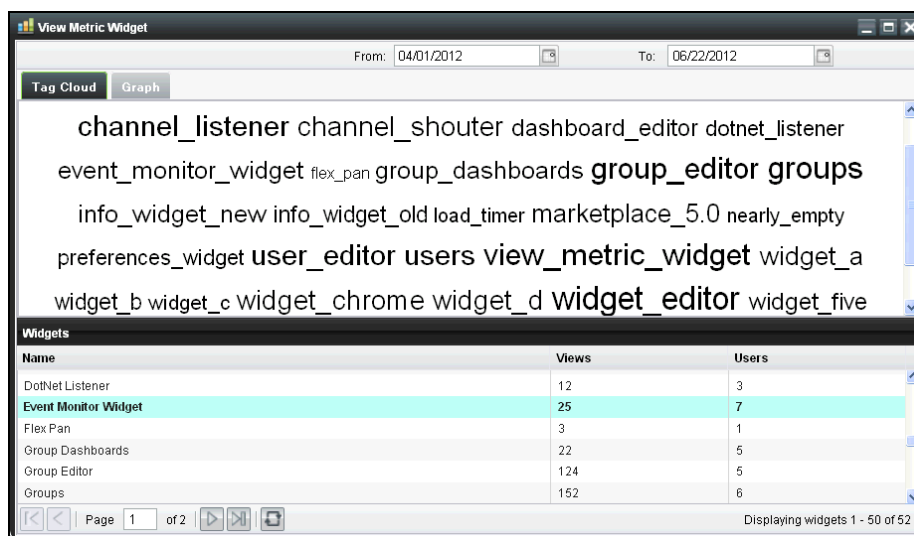 View Metric Widget
From: 04/01/2012 To: 06/22/2012
Tag Cloud Graph
channel_listener channel_shouter dashboard_editor dotnet_listener
event_monitor_widget flex_pan group_dashboards group_editor groups
info_widget_new info_widget_old load_timer marketplace_5.0 nearly_empty
preferences_widget user_editor users view_metric_widget widget_a
widget_b widget_c widget_chrome widget_d widget_editor widget_five
Widgets
Name Views Users
DotNet Listener 12 3
Event Monitor Widget 25 7
Flex Pan 3 1
Group Dashboards 22 5
Group Editor 124 5
Groups 152 6
Page 1 of 2 Displaying widgets 1 - 50 of 52